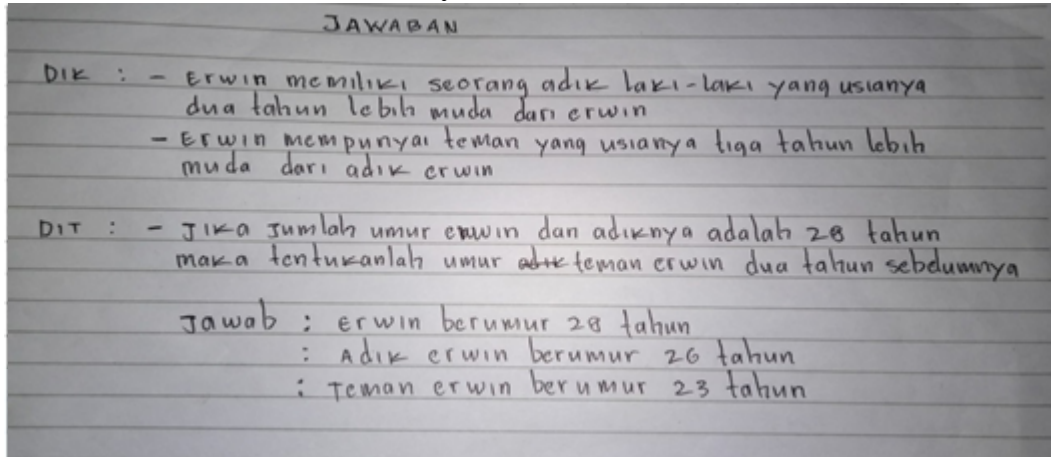 JAWABAN
DIK : - Erwin memiliki seorang adik laki-laki yang usianya
dua tahun lebih muda dari erwin
- Erwin mempunyai teman yang usianya tiga tahun lebih
muda dari adik erwin
DIT : - Jika Jumlah umur erwin dan adiknya adalah 28 tahun
maka tentukanlah umur teman erwin dua tahun sebdumnya
Jawab : erwin berumur 28 tahun
: Adik erwin berumur 26 tahun
: Teman erwin berumur 23 tahun